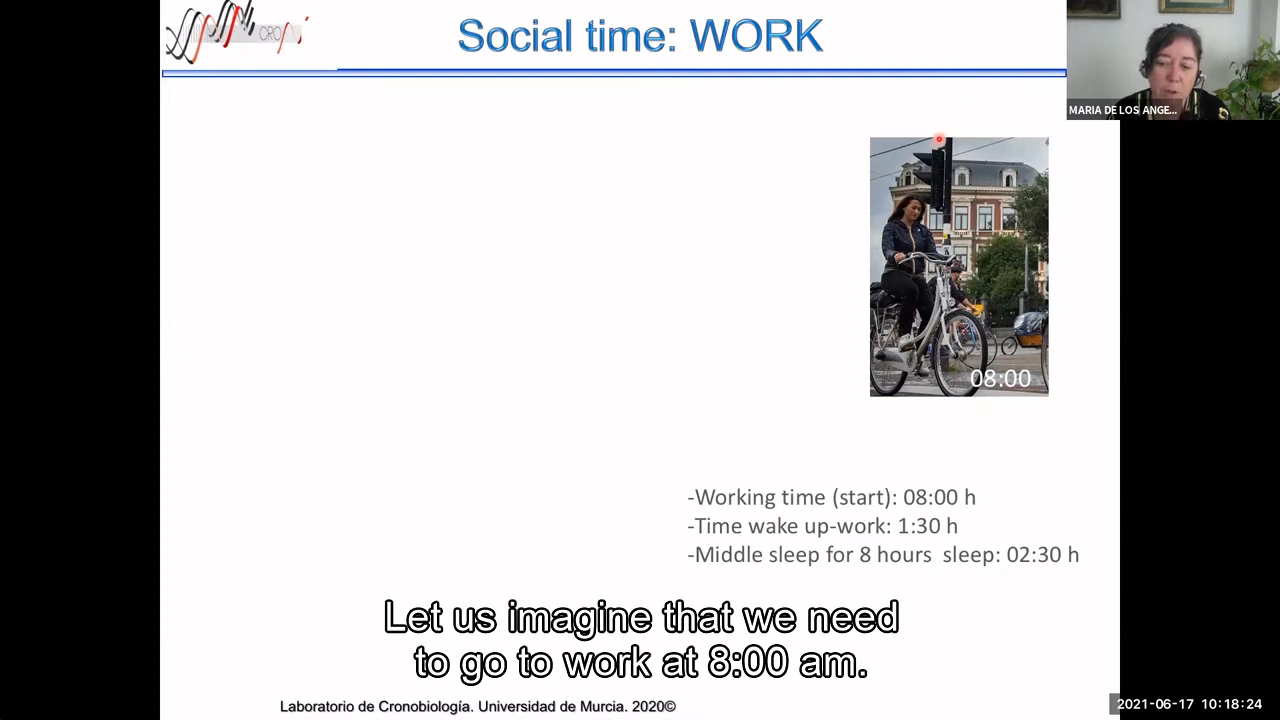 CRO
Social time: WORK
MARIA DE LOS ANGE...
08:00
-Working time (start): 08:00 h
-Time wake up-work: 1:30 h
-Middle sleep for 8 hours sleep: 02:30 h
Let us imagine that we need
to go to work at 8:00 am.
Laboratorio de Cronobiología. Universidad de Murcia. 2020©
2021-06-17 10:18:24